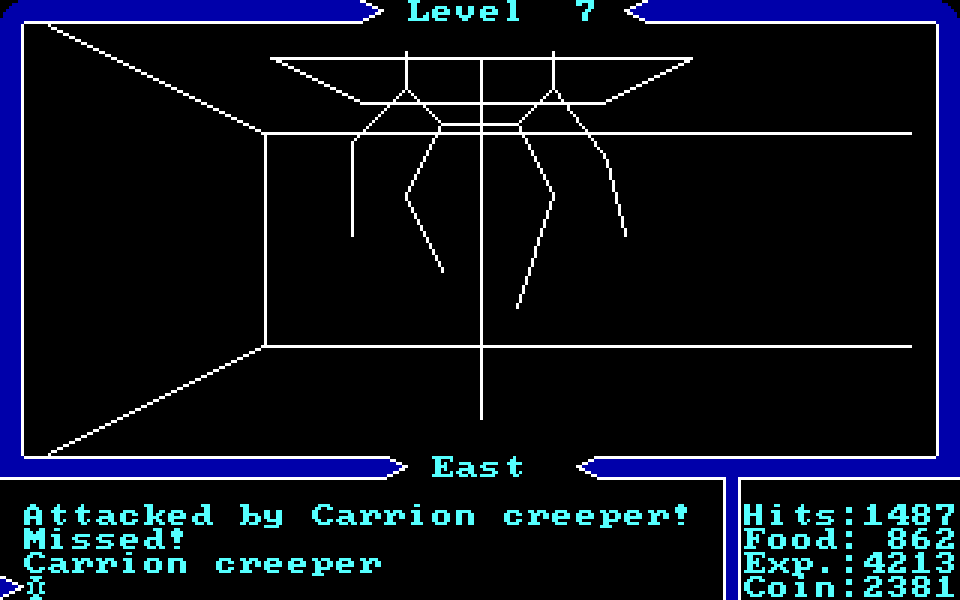 Level 7
East
Attacked by Carrion creeper!
Missed!
Carrion creeper
Hits:1487
Food: 862
Exp.:4213
Coin:2381